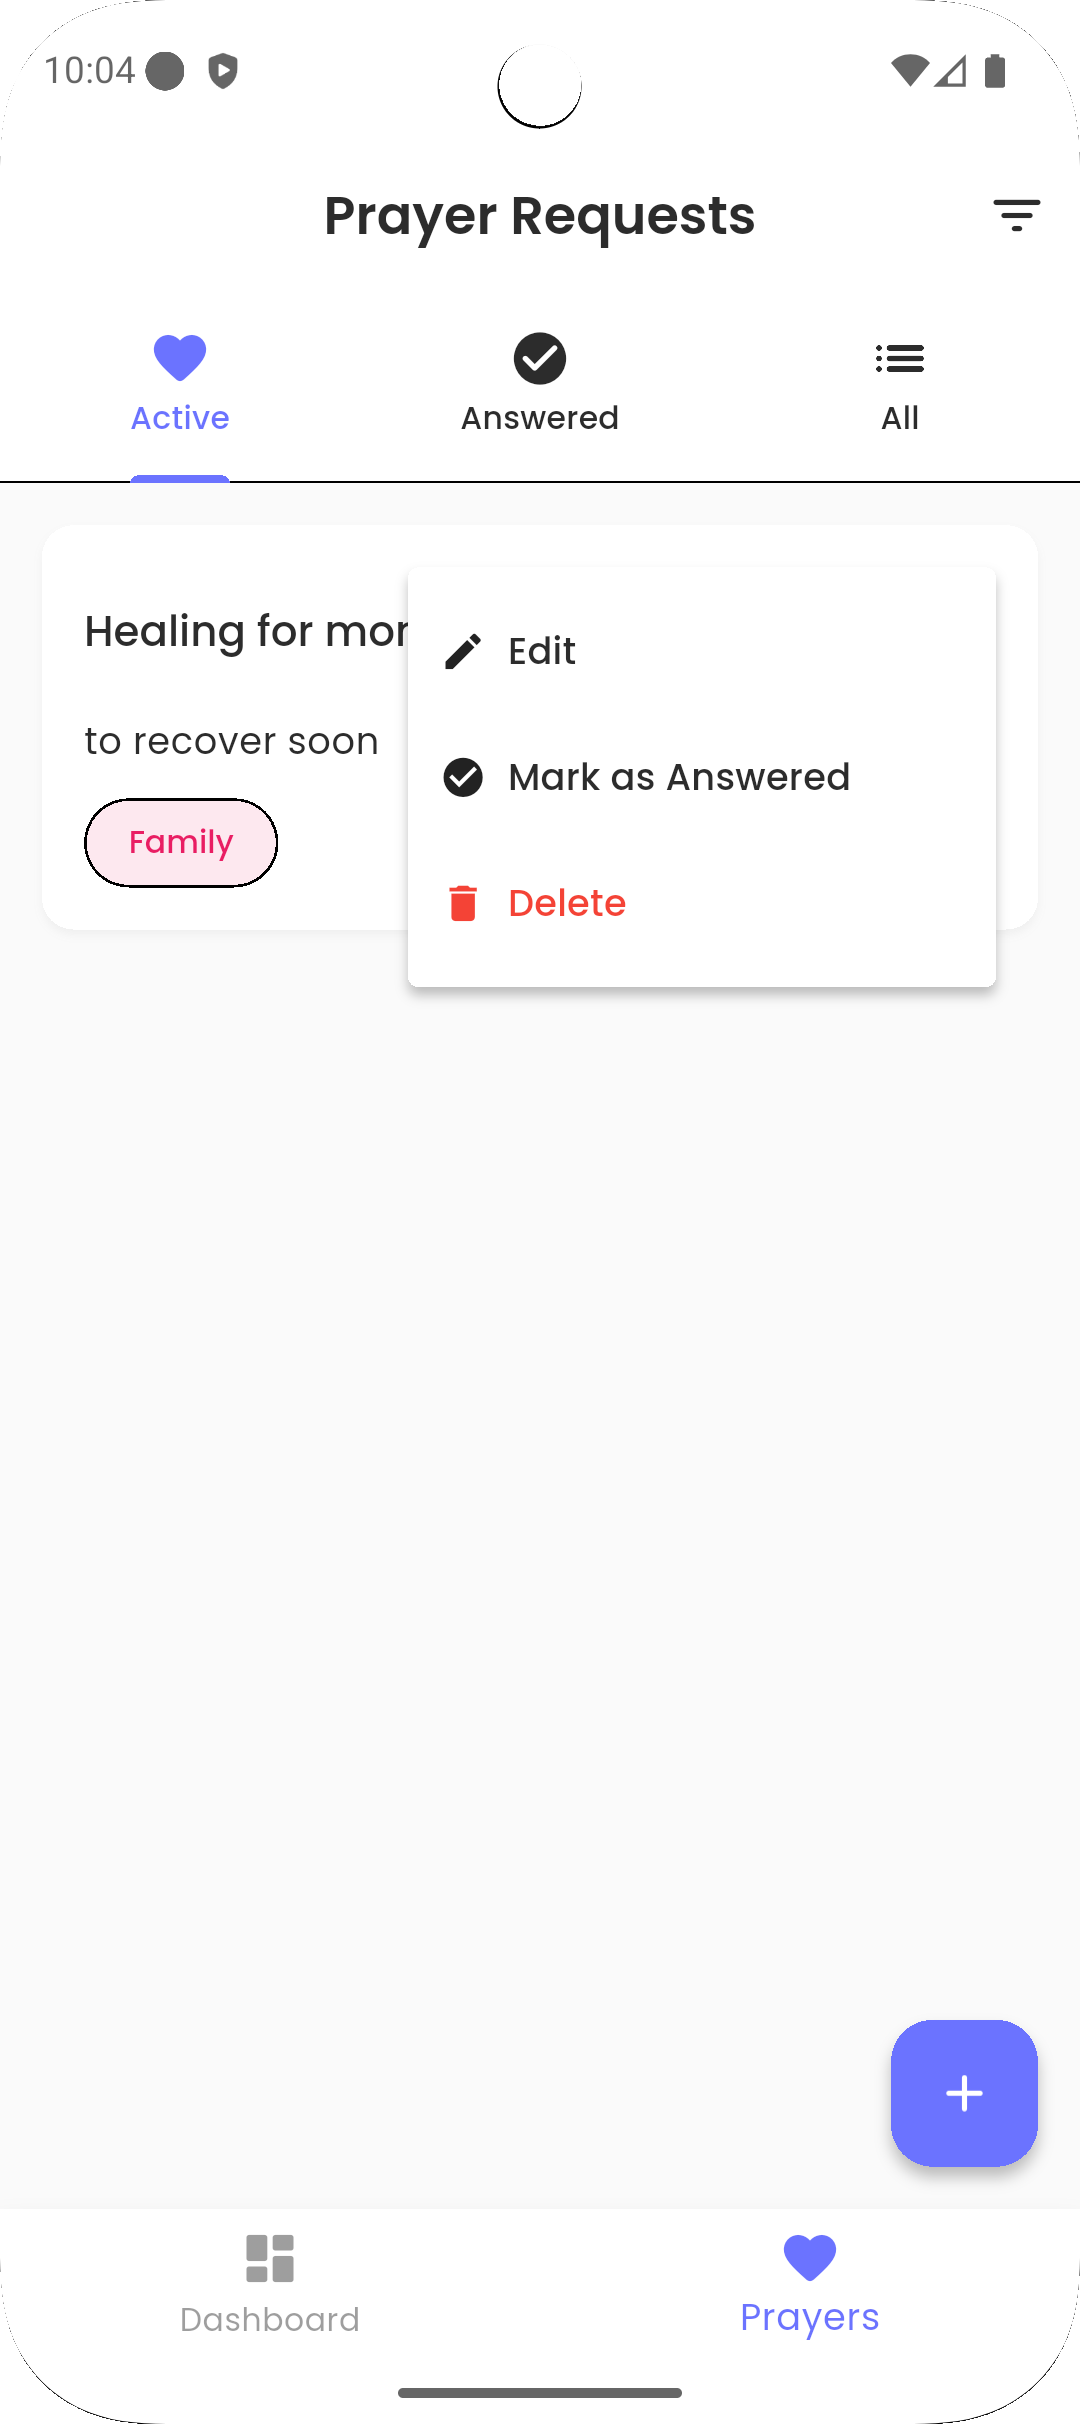 10:04
Prayer Requests
Active
Answered
All
Healing for
to recover soon
Family
Edit
Mark as Answered
Delete
Dashboard
Prayers